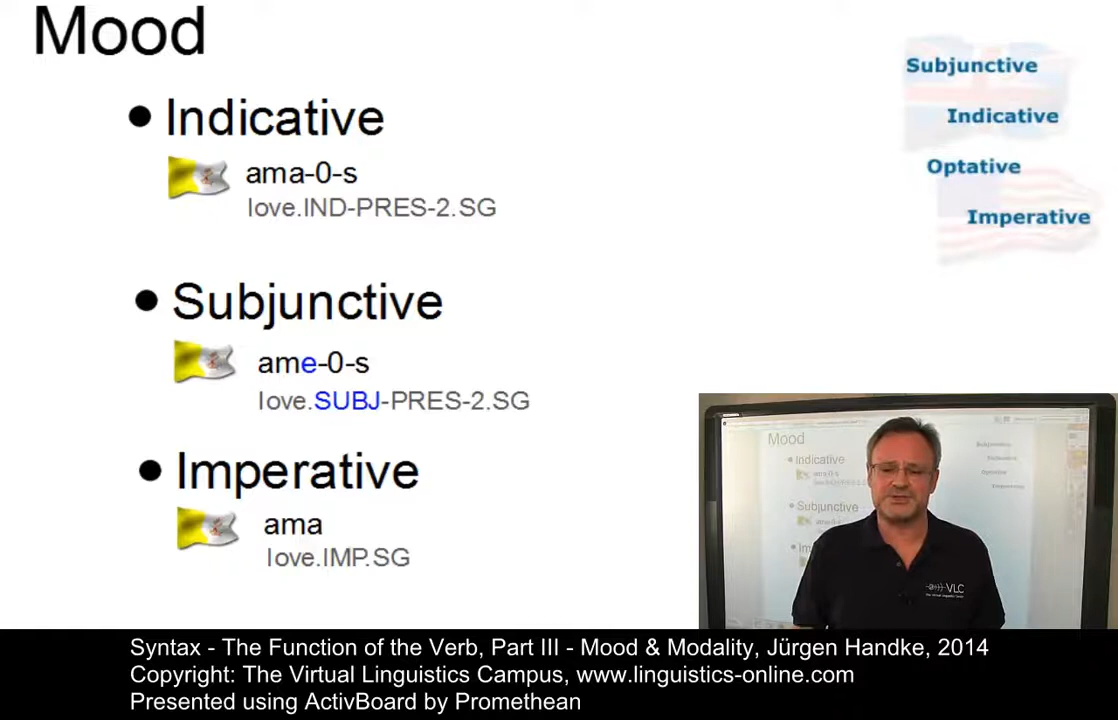 Mood
Subjunctive
Indicative
Optative
Imperative
• Indicative
ama-0-s
love.IND-PRES-2.SG
• Subjunctive
ame-0-s
love.SUBJ-PRES-2.SG
• Imperative
ama
love.IMP.SG
Mood
Indicative
Subjunctive
VLC
Syntax - The Function of the Verb, Part III - Mood & Modality, Jürgen Handke, 2014
Copyright: The Virtual Linguistics Campus, www.linguistics-online.com
Presented using ActivBoard by Promethean